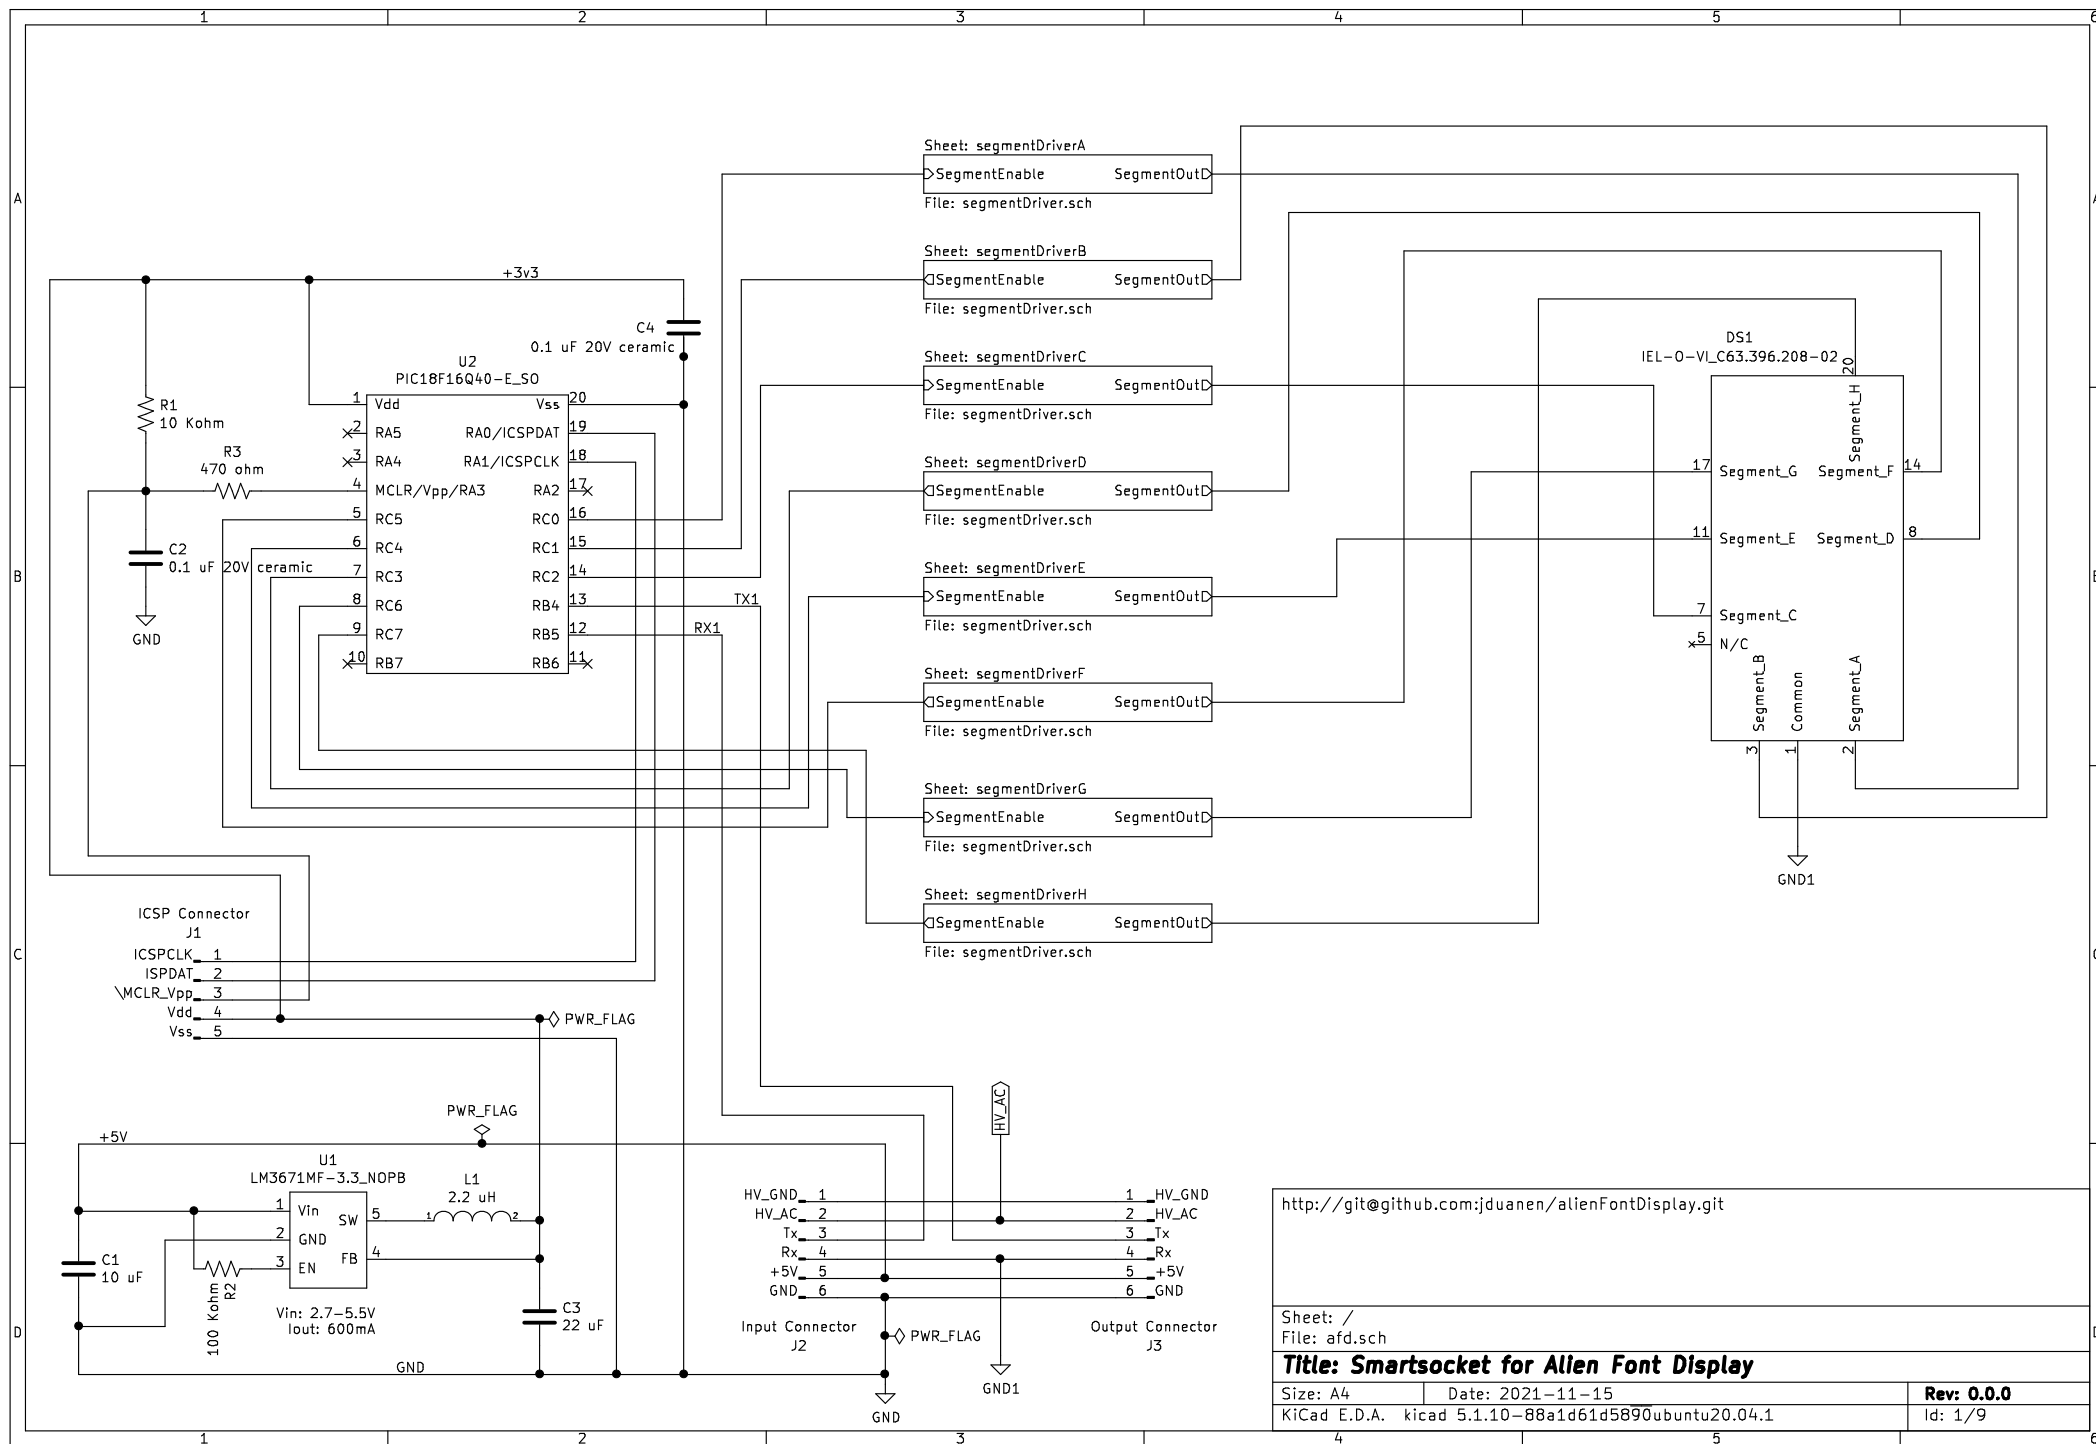 1 2 3 4 5 6
Sheet: segmentDriverA
SegmentEnable SegmentOut
File: segmentDriver.sch
A
Sheet: segmentDriverB
SegmentEnable SegmentOut
File: segmentDriver.sch
+3v3
C4
0.1 uF 20V ceramic
Sheet: segmentDriverC
SegmentEnable SegmentOut
File: segmentDriver.sch
Sheet: segmentDriverD
SegmentEnable SegmentOut
File: segmentDriver.sch
Sheet: segmentDriverE
SegmentEnable SegmentOut
File: segmentDriver.sch
Sheet: segmentDriverF
SegmentEnable SegmentOut
File: segmentDriver.sch
Sheet: segmentDriverG
SegmentEnable SegmentOut
File: segmentDriver.sch
Sheet: segmentDriverH
SegmentEnable SegmentOut
File: segmentDriver.sch
U2
PIC18F16Q40-E_SO
1 Vdd Vss 20
2 RA5 RA0/ICSPDAT 19
3 RA4 RA1/ICSPCLK 18
4 MCLR/Vpp/RA3 RA2 17
5 RC5 RC0 16
6 RC4 RC1 15
7 RC3 RC2 14
8 RC6 RB4 13
9 RC7 RB5 12
10 RB7 RB6 11
TX1
RX1
R1
10 Kohm
R3
470 ohm
C2
0.1 uF 20V ceramic
GND
B
DS1
IEL-O-VI_C63.396.208-02
20
Segment_H
17 Segment_G Segment_F 14
11 Segment_E Segment_D 8
7 Segment_C
5 N/C
Segment_B Common Segment_A
3 1 2
GND1
C
ICSP Connector
J1
ICSPCLK 1
ISPDAT 2
\MCLR_Vpp 3
Vdd 4
Vss 5
PWR_FLAG
PWR_FLAG
+5V
U1
LM3671MF-3.3_NOPB
1 Vin SW 5
2 GND
3 EN FB 4
Vin: 2.7-5.5V
Iout: 600mA
L1
2.2 uH
1 2
C1
10 uF
100 Kohm
R2
C3
22 uF
GND
HV_AC
HV_GND 1 1 HV_GND
HV_AC 2 2 HV_AC
Tx 3 3 Tx
Rx 4 4 Rx
+5V 5 5 +5V
GND 6 6 GND
Input Connector
J2
Output Connector
J3
PWR_FLAG
GND
GND1
D
http://git@github.com:jduanen/alienFontDisplay.git
Sheet: /
File: afd.sch
Title: Smartsocket for Alien Font Display
Size: A4 Date: 2021-11-15 Rev: 0.0.0
KiCad E.D.A. kicad 5.1.10-88a1d61d5890ubuntu20.04.1 Id: 1/9
1 2 3 4 5 6